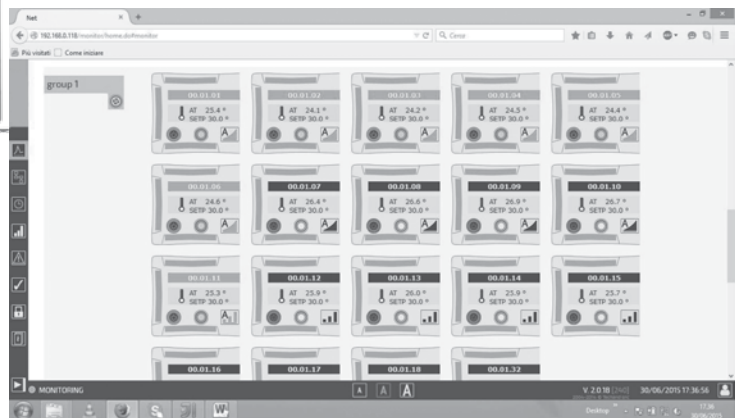 Net
192.168.0.118/monitor/home.do#monitor
Cerca
Più visitati
Come iniziare
group 1
00.01.01
AT 25.4 °
SETP 30.0 °
A
00.01.02
AT 24.1 °
SETP 30.0 °
A
00.01.03
AT 24.2 °
SETP 30.0 °
A
00.01.04
AT 24.5 °
SETP 30.0 °
A
00.01.05
AT 24.4 °
SETP 30.0 °
A
00.01.06
AT 24.6 °
SETP 30.0 °
A
00.01.07
AT 26.4 °
SETP 30.0 °
A
00.01.08
AT 26.6 °
SETP 30.0 °
A
00.01.09
AT 26.9 °
SETP 30.0 °
A
00.01.10
AT 26.7 °
SETP 30.0 °
A
00.01.11
AT 25.3 °
SETP 30.0 °
A
00.01.12
AT 25.9 °
SETP 30.0 °
00.01.13
AT 26.0 °
SETP 30.0 °
00.01.14
AT 25.9 °
SETP 30.0 °
00.01.15
AT 25.7 °
SETP 30.0 °
00.01.16
00.01.17
00.01.18
00.01.32
MONITORING
A A A
V 2.0.18 [240]
30/06/2015 17.36.56
Desktop
17.36
30/06/2015